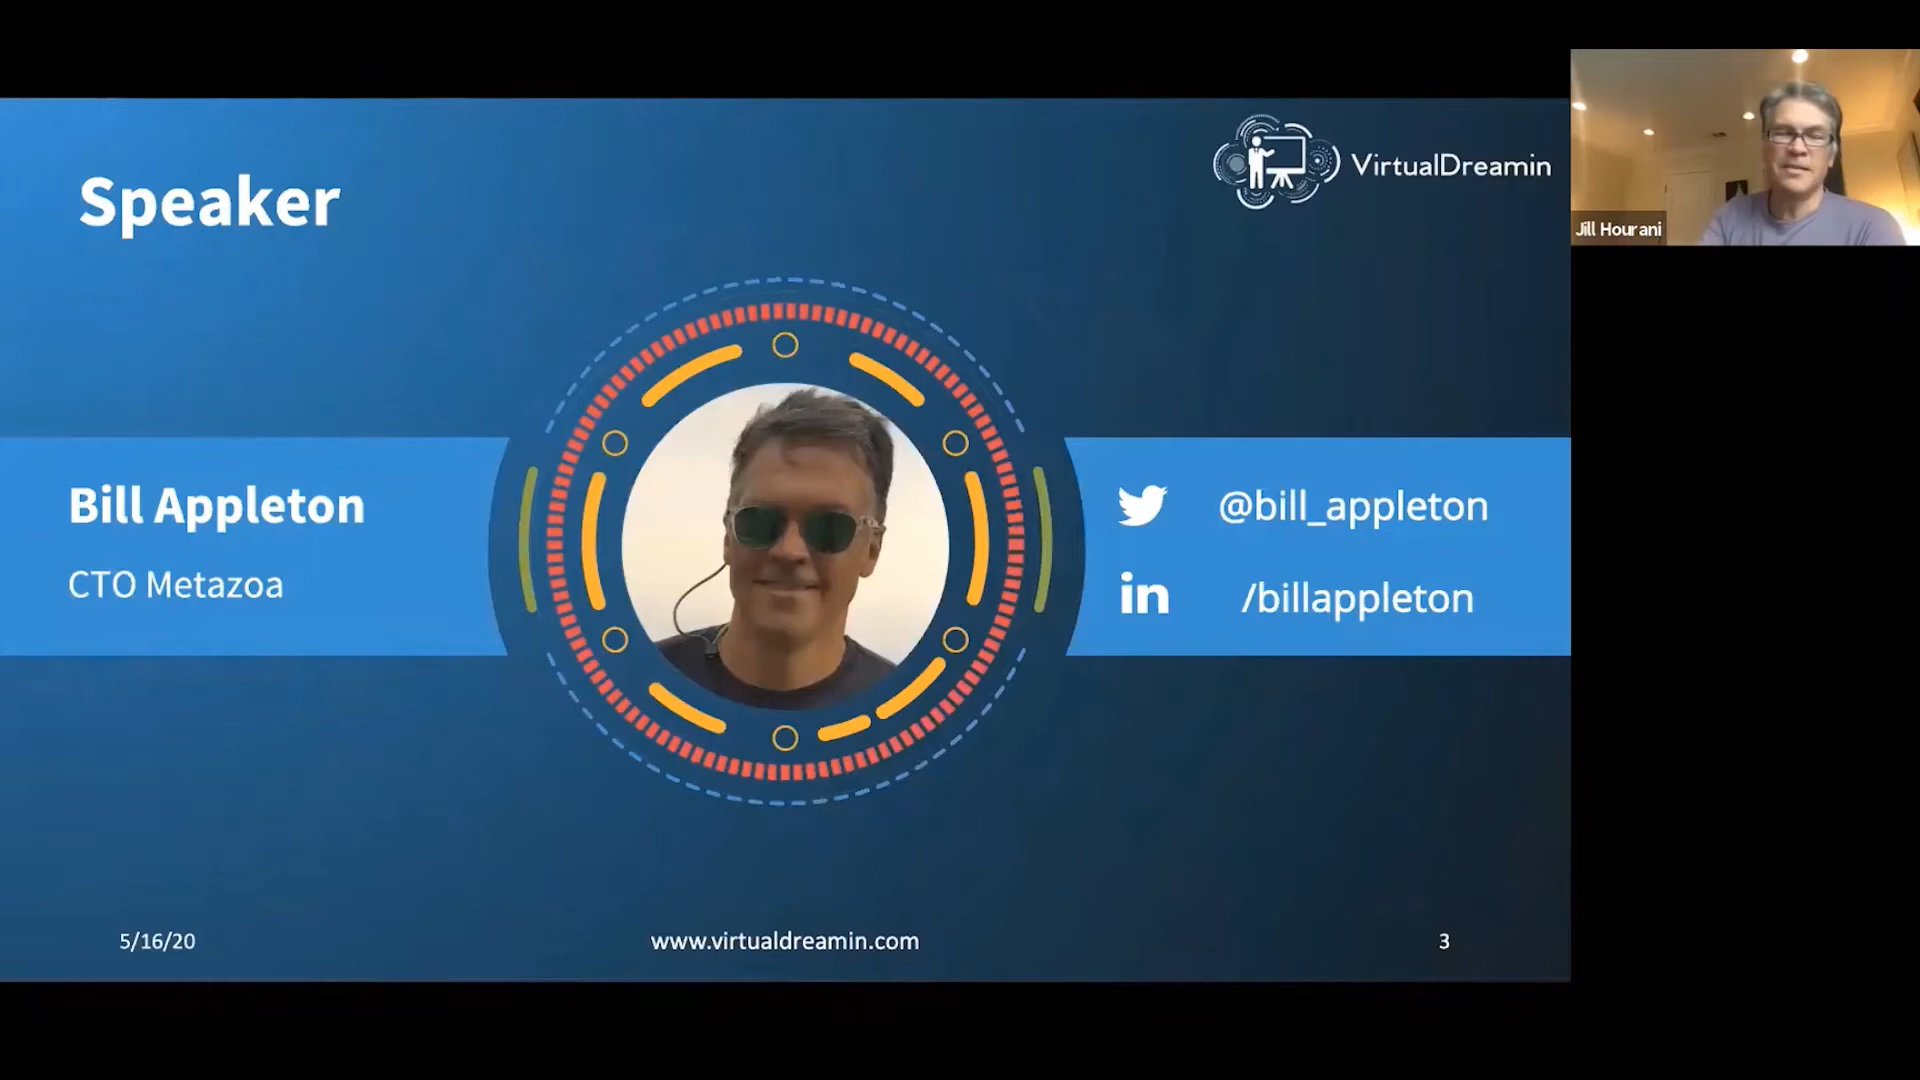 Speaker
VirtualDreamin
Jill Hourani
Bill Appleton
CTO Metazoa
@bill_appleton
in /billappleton
5/16/20
www.virtualdreamin.com
3